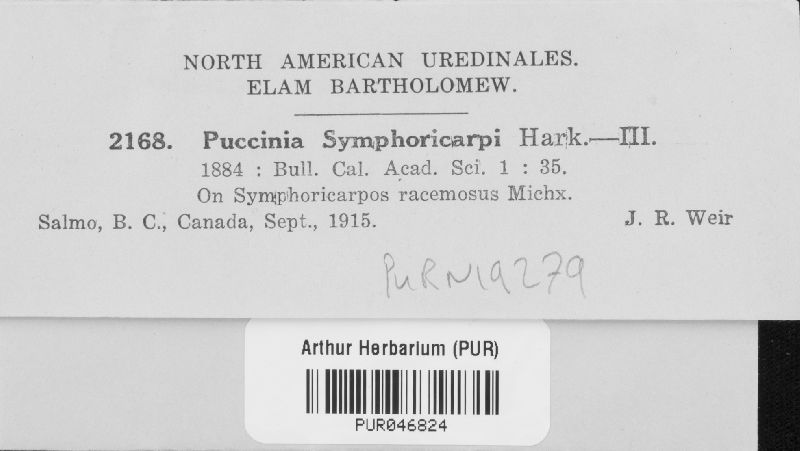 NORTH AMERICAN UREDINALES.
ELAM BARTHOLOMEW.
2168. Puccinia Symphoricarpi Hark.—III.
1884 : Bull. Cal. Acad. Sci. 1 : 35.
On Symphoricarpos racemosus Michx.
Salmo, B. C., Canada, Sept., 1915. J. R. Weir
PURN19279
Arthur Herbarium (PUR)
PUR046824